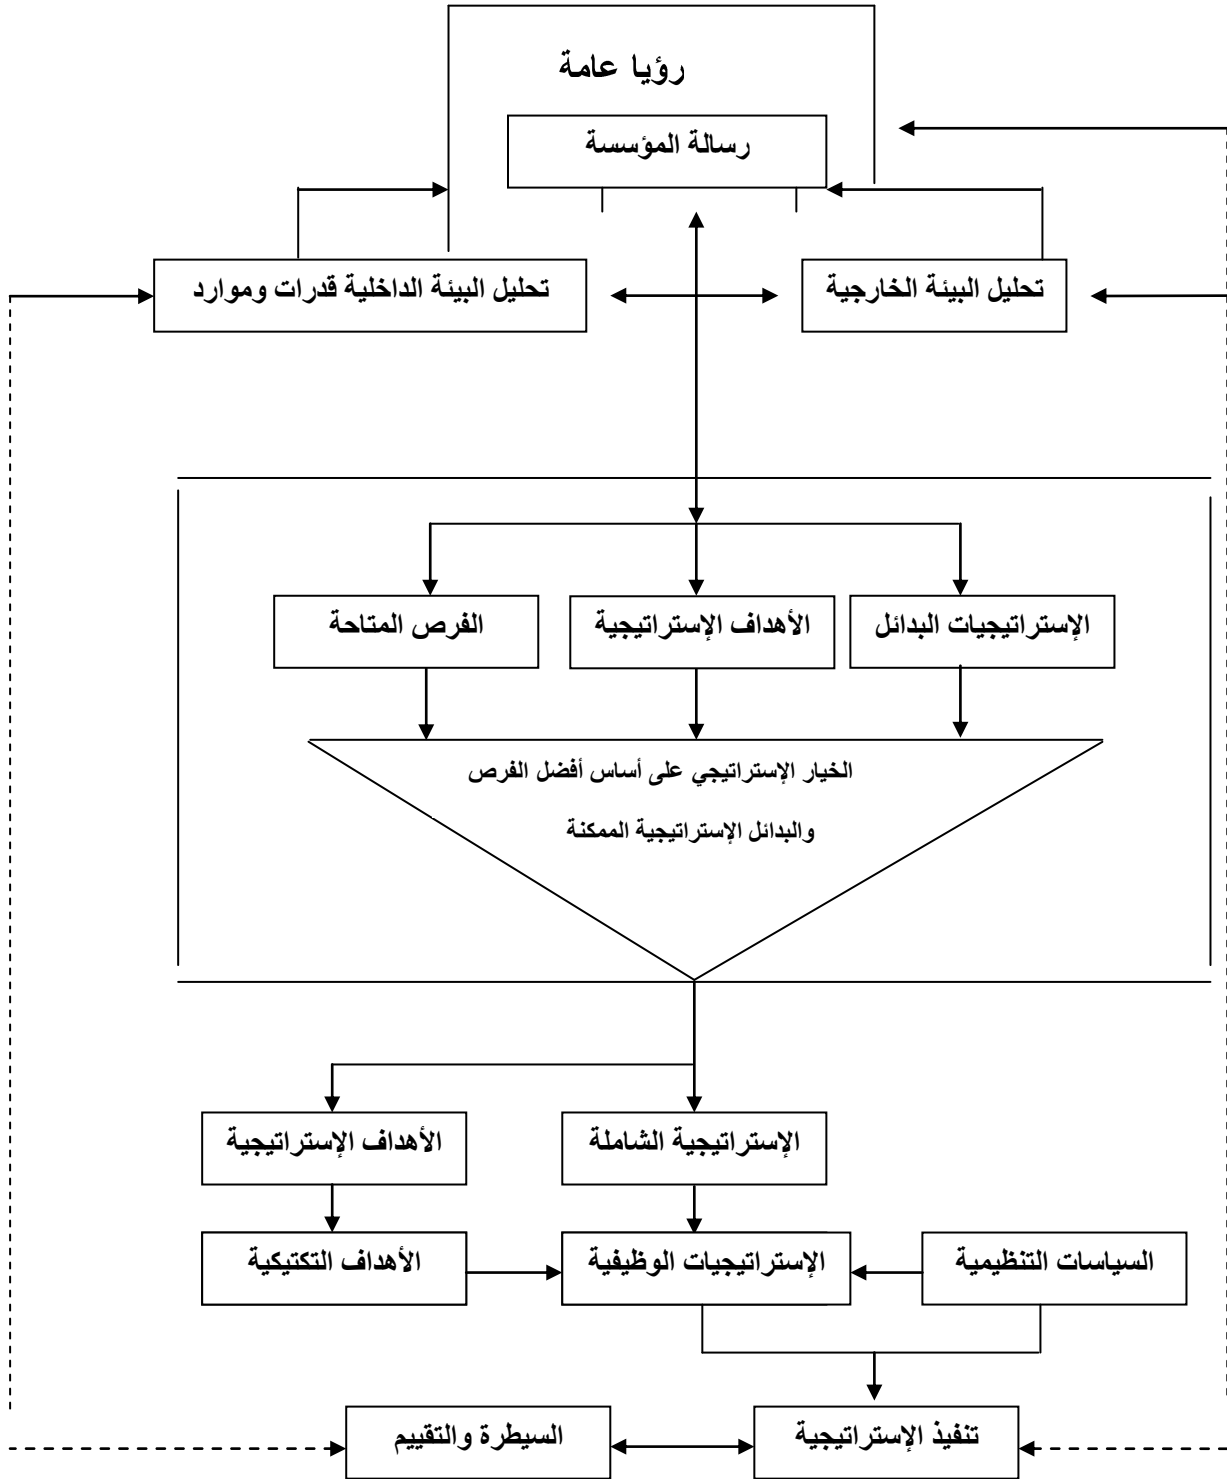 رؤيا عامة
رسالة المؤسسة
تحليل البيئة الخارجية
تحليل البيئة الداخلية قدرات وموارد
الإستراتيجيات البدائل
الأهداف الإستراتيجية
الفرص المتاحة
الخيار الإستراتيجي على أساس أفضل الفرص
والبدائل الإستراتيجية الممكنة
الإستراتيجية الشاملة
الأهداف الإستراتيجية
السياسات التنظيمية
الإستراتيجيات الوظيفية
الأهداف التكتيكية
تنفيذ الإستراتيجية
السيطرة والتقييم